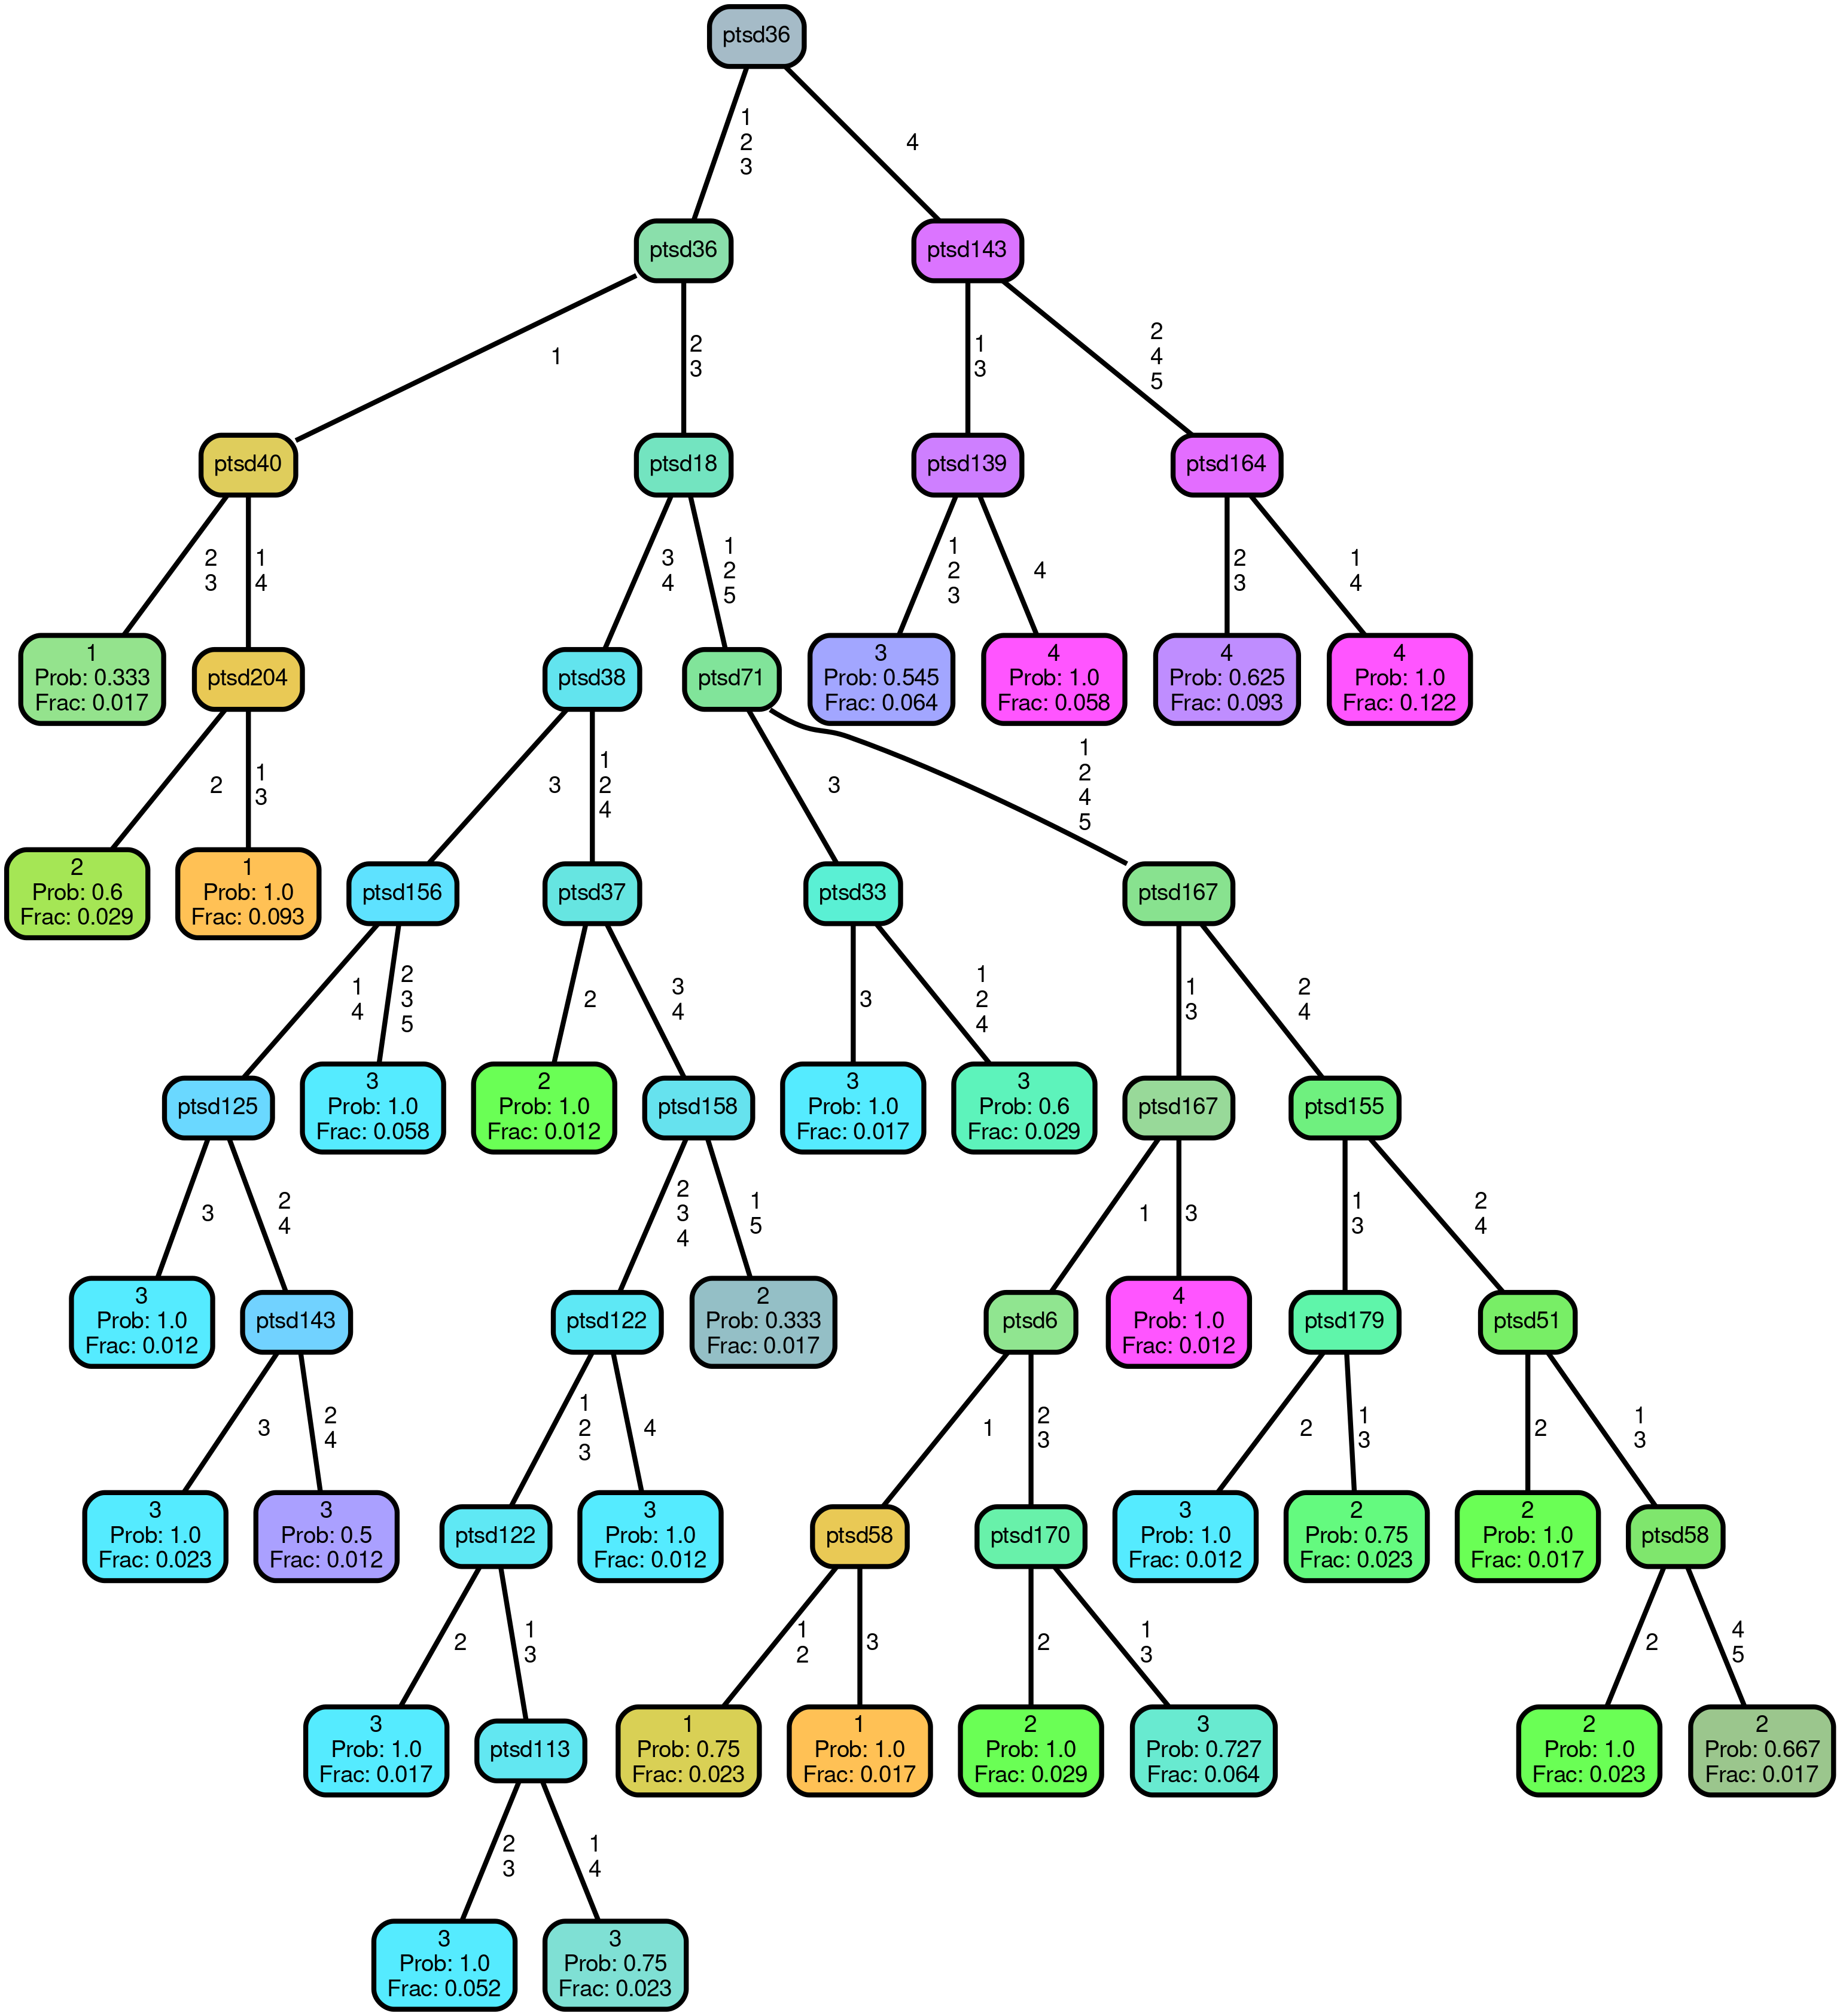 ptsd36
1
2
3
4
ptsd36
ptsd143
1
2
3
1
3
2
4
5
ptsd40
ptsd18
ptsd139
ptsd164
2
3
1
4
3
4
1
2
5
1
2
3
4
2
3
1
4
1
Prob: 0.333
Frac: 0.017
ptsd204
ptsd38
ptsd71
3
Prob: 0.545
Frac: 0.064
4
Prob: 1.0
Frac: 0.058
4
Prob: 0.625
Frac: 0.093
4
Prob: 1.0
Frac: 0.122
2
1
3
3
1
2
4
3
1
2
4
5
2
Prob: 0.6
Frac: 0.029
1
Prob: 1.0
Frac: 0.093
ptsd156
ptsd37
ptsd33
ptsd167
1
4
2
3
5
2
3
4
3
1
2
4
1
3
2
4
ptsd125
3
Prob: 1.0
Frac: 0.058
2
Prob: 1.0
Frac: 0.012
ptsd158
3
Prob: 1.0
Frac: 0.017
3
Prob: 0.6
Frac: 0.029
ptsd167
ptsd155
3
2
4
2
3
4
1
5
1
3
1
3
2
4
3
Prob: 1.0
Frac: 0.012
ptsd143
ptsd122
2
Prob: 0.333
Frac: 0.017
ptsd6
4
Prob: 1.0
Frac: 0.012
ptsd179
ptsd51
3
2
4
1
2
3
4
1
2
3
2
1
3
2
1
3
3
Prob: 1.0
Frac: 0.023
3
Prob: 0.5
Frac: 0.012
ptsd122
3
Prob: 1.0
Frac: 0.012
ptsd58
ptsd170
3
Prob: 1.0
Frac: 0.012
2
Prob: 0.75
Frac: 0.023
2
Prob: 1.0
Frac: 0.017
ptsd58
2
1
3
1
2
3
2
1
3
2
4
5
3
Prob: 1.0
Frac: 0.017
ptsd113
1
Prob: 0.75
Frac: 0.023
1
Prob: 1.0
Frac: 0.017
2
Prob: 1.0
Frac: 0.029
3
Prob: 0.727
Frac: 0.064
2
Prob: 1.0
Frac: 0.023
2
Prob: 0.667
Frac: 0.017
2
3
1
4
3
Prob: 1.0
Frac: 0.052
3
Prob: 0.75
Frac: 0.023